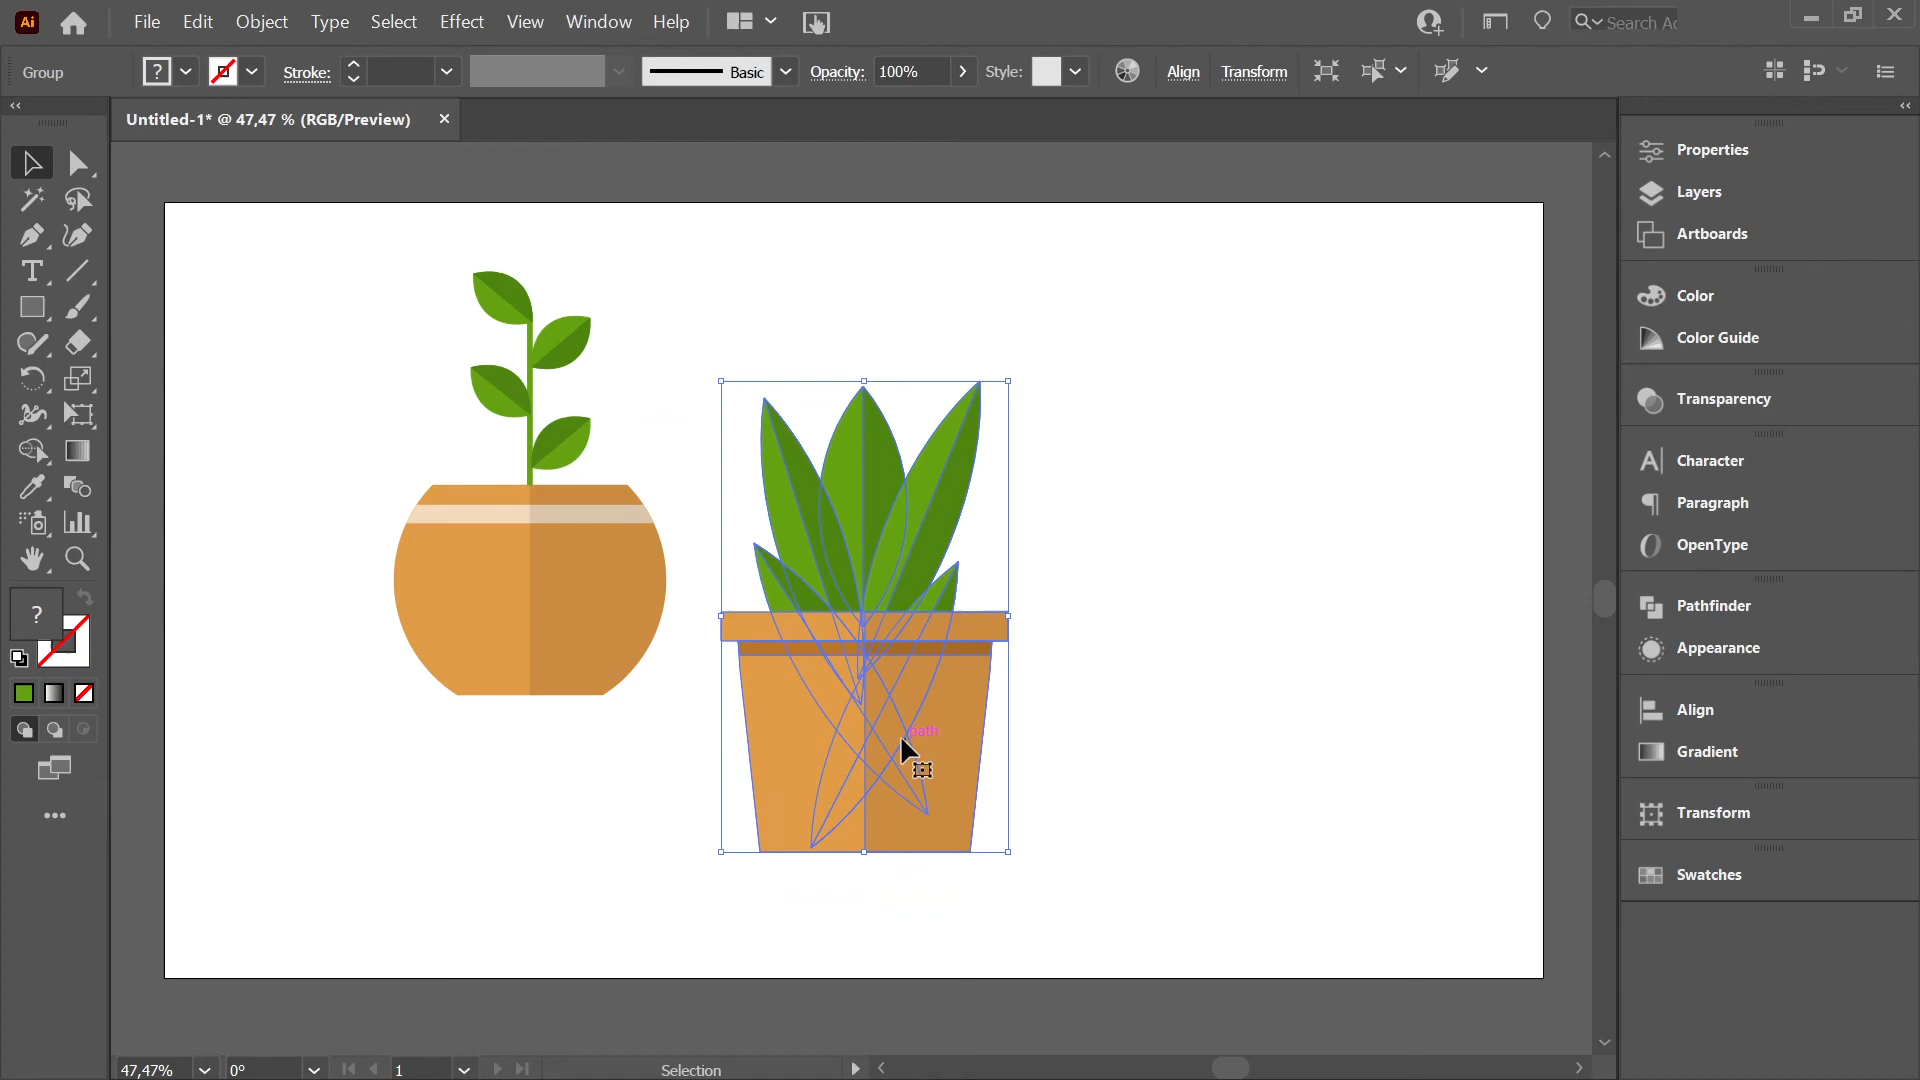 Ai File Edit Object Type Select Effect View Window Help Search Ad
Group ? Stroke: Basic Opacity: 100% Style: Align Transform
Untitled-1* @ 47,47 % (RGB/Preview)
Properties
Layers
Artboards
Color
Color Guide
Transparency
Character
Paragraph
OpenType
Pathfinder
Appearance
Align
Gradient
Transform
Swatches
?
path
47,47% 0° 1 Selection